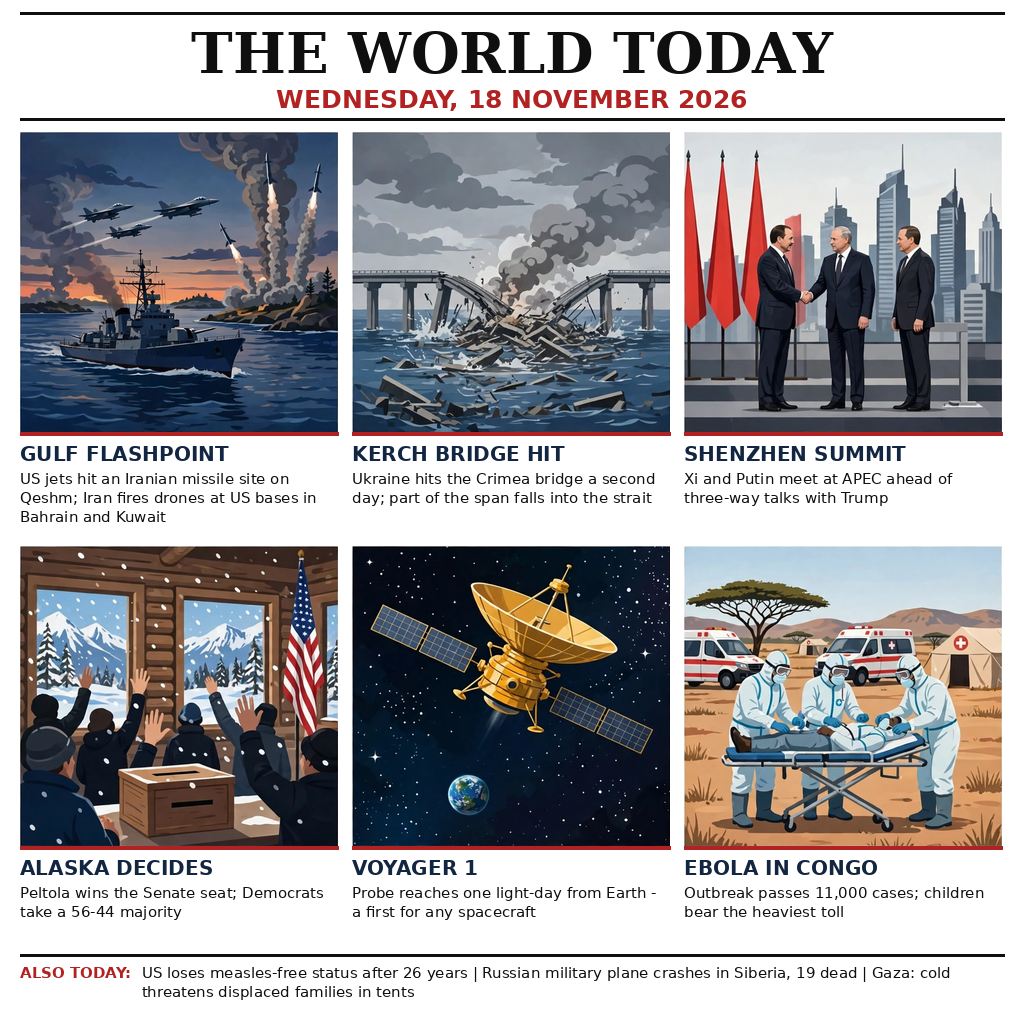 THE WORLD TODAY
WEDNESDAY, 18 NOVEMBER 2026
GULF FLASHPOINT
US jets hit an Iranian missile site on
Qeshm; Iran fires drones at US bases in
Bahrain and Kuwait
KERCH BRIDGE HIT
Ukraine hits the Crimea bridge a second
day; part of the span falls into the strait
SHENZHEN SUMMIT
Xi and Putin meet at APEC ahead of
three-way talks with Trump
ALASKA DECIDES
Peltola wins the Senate seat; Democrats
take a 56-44 majority
VOYAGER 1
Probe reaches one light-day from Earth -
a first for any spacecraft
EBOLA IN CONGO
Outbreak passes 11,000 cases; children
bear the heaviest toll
ALSO TODAY: US loses measles-free status after 26 years | Russian military plane crashes in Siberia, 19 dead | Gaza: cold
threatens displaced families in tents